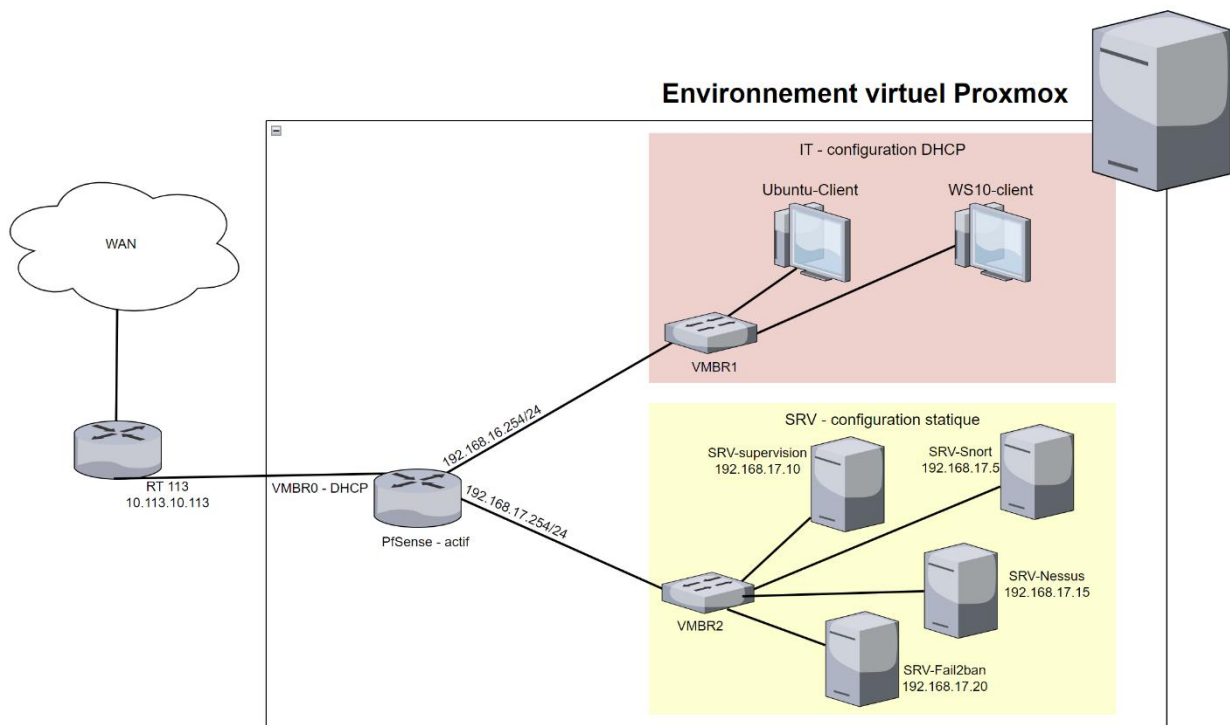 Environnement virtuel Proxmox
IT - configuration DHCP
Ubuntu-Client
WS10-client
WAN
VMBR1
192.168.16.254/24
SRV - configuration statique
SRV-supervision
192.168.17.10
SRV-Snort
192.168.17.5
RT 113
10.113.10.113
VMBR0 - DHCP
192.168.17.254/24
PfSense - actif
SRV-Nessus
192.168.17.15
VMBR2
SRV-Fail2ban
192.168.17.20